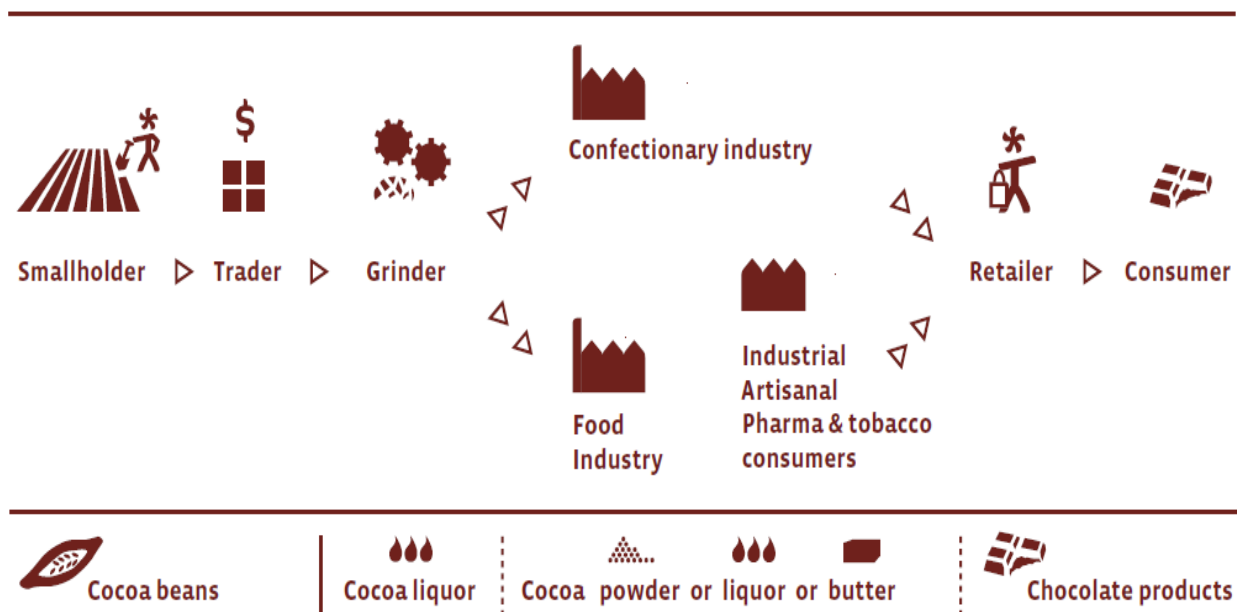 $
Confectionary industry
Smallholder Trader Grinder Retailer Consumer
Food
Industry
Industrial
Artisanal
Pharma & tobacco
consumers
Cocoa beans Cocoa liquor Cocoa powder or liquor or butter Chocolate products